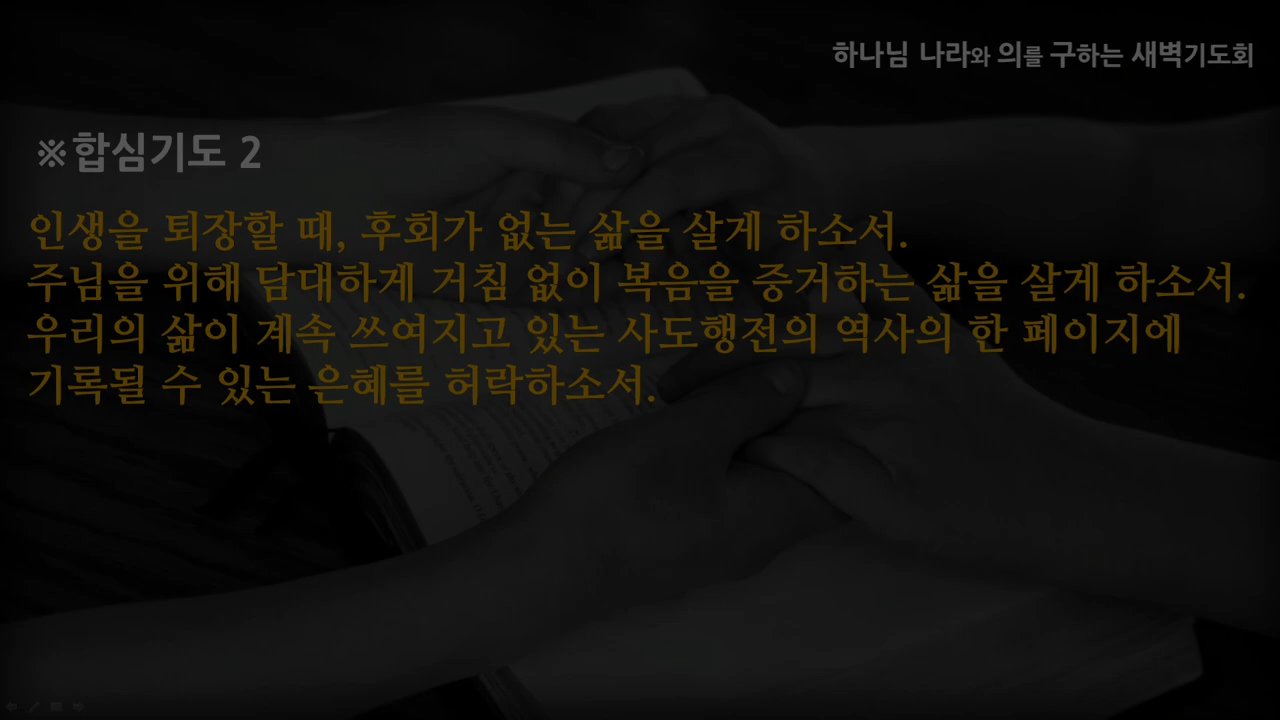 하나님 나라와 의를 구하는 새벽기도회
※합심기도 2
인생을 퇴장할 때, 후회가 없는 삶을 살게 하소서.
주님을 위해 담대하게 거침 없이 복음을 증거하는 삶을 살게 하소서.
우리의 삶이 계속 쓰여지고 있는 사도행전의 역사의 한 페이지에
기록될 수 있는 은혜를 허락하소서.